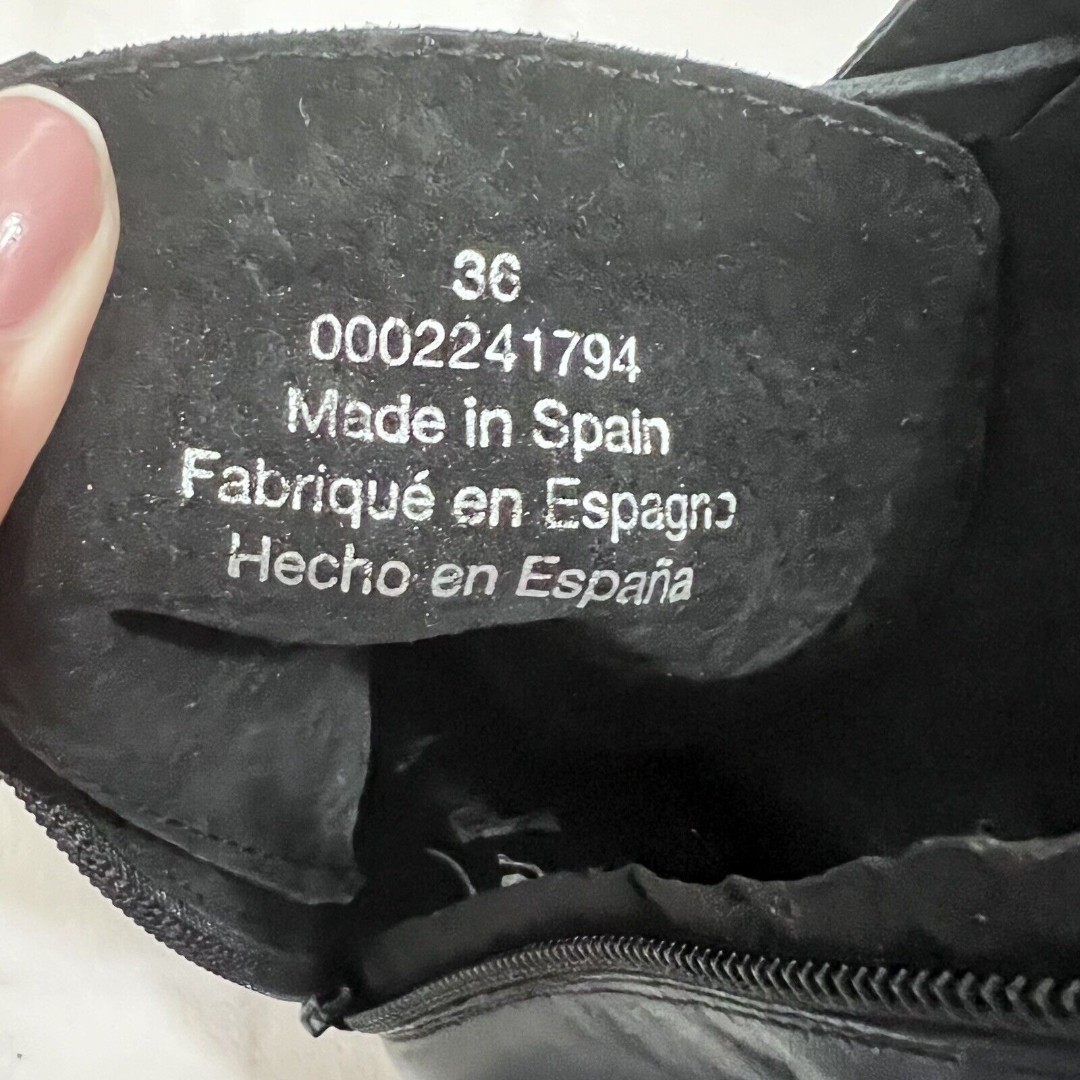 36
0002241794
Made in Spain
Fabriqué en Espagne
Hecho en España